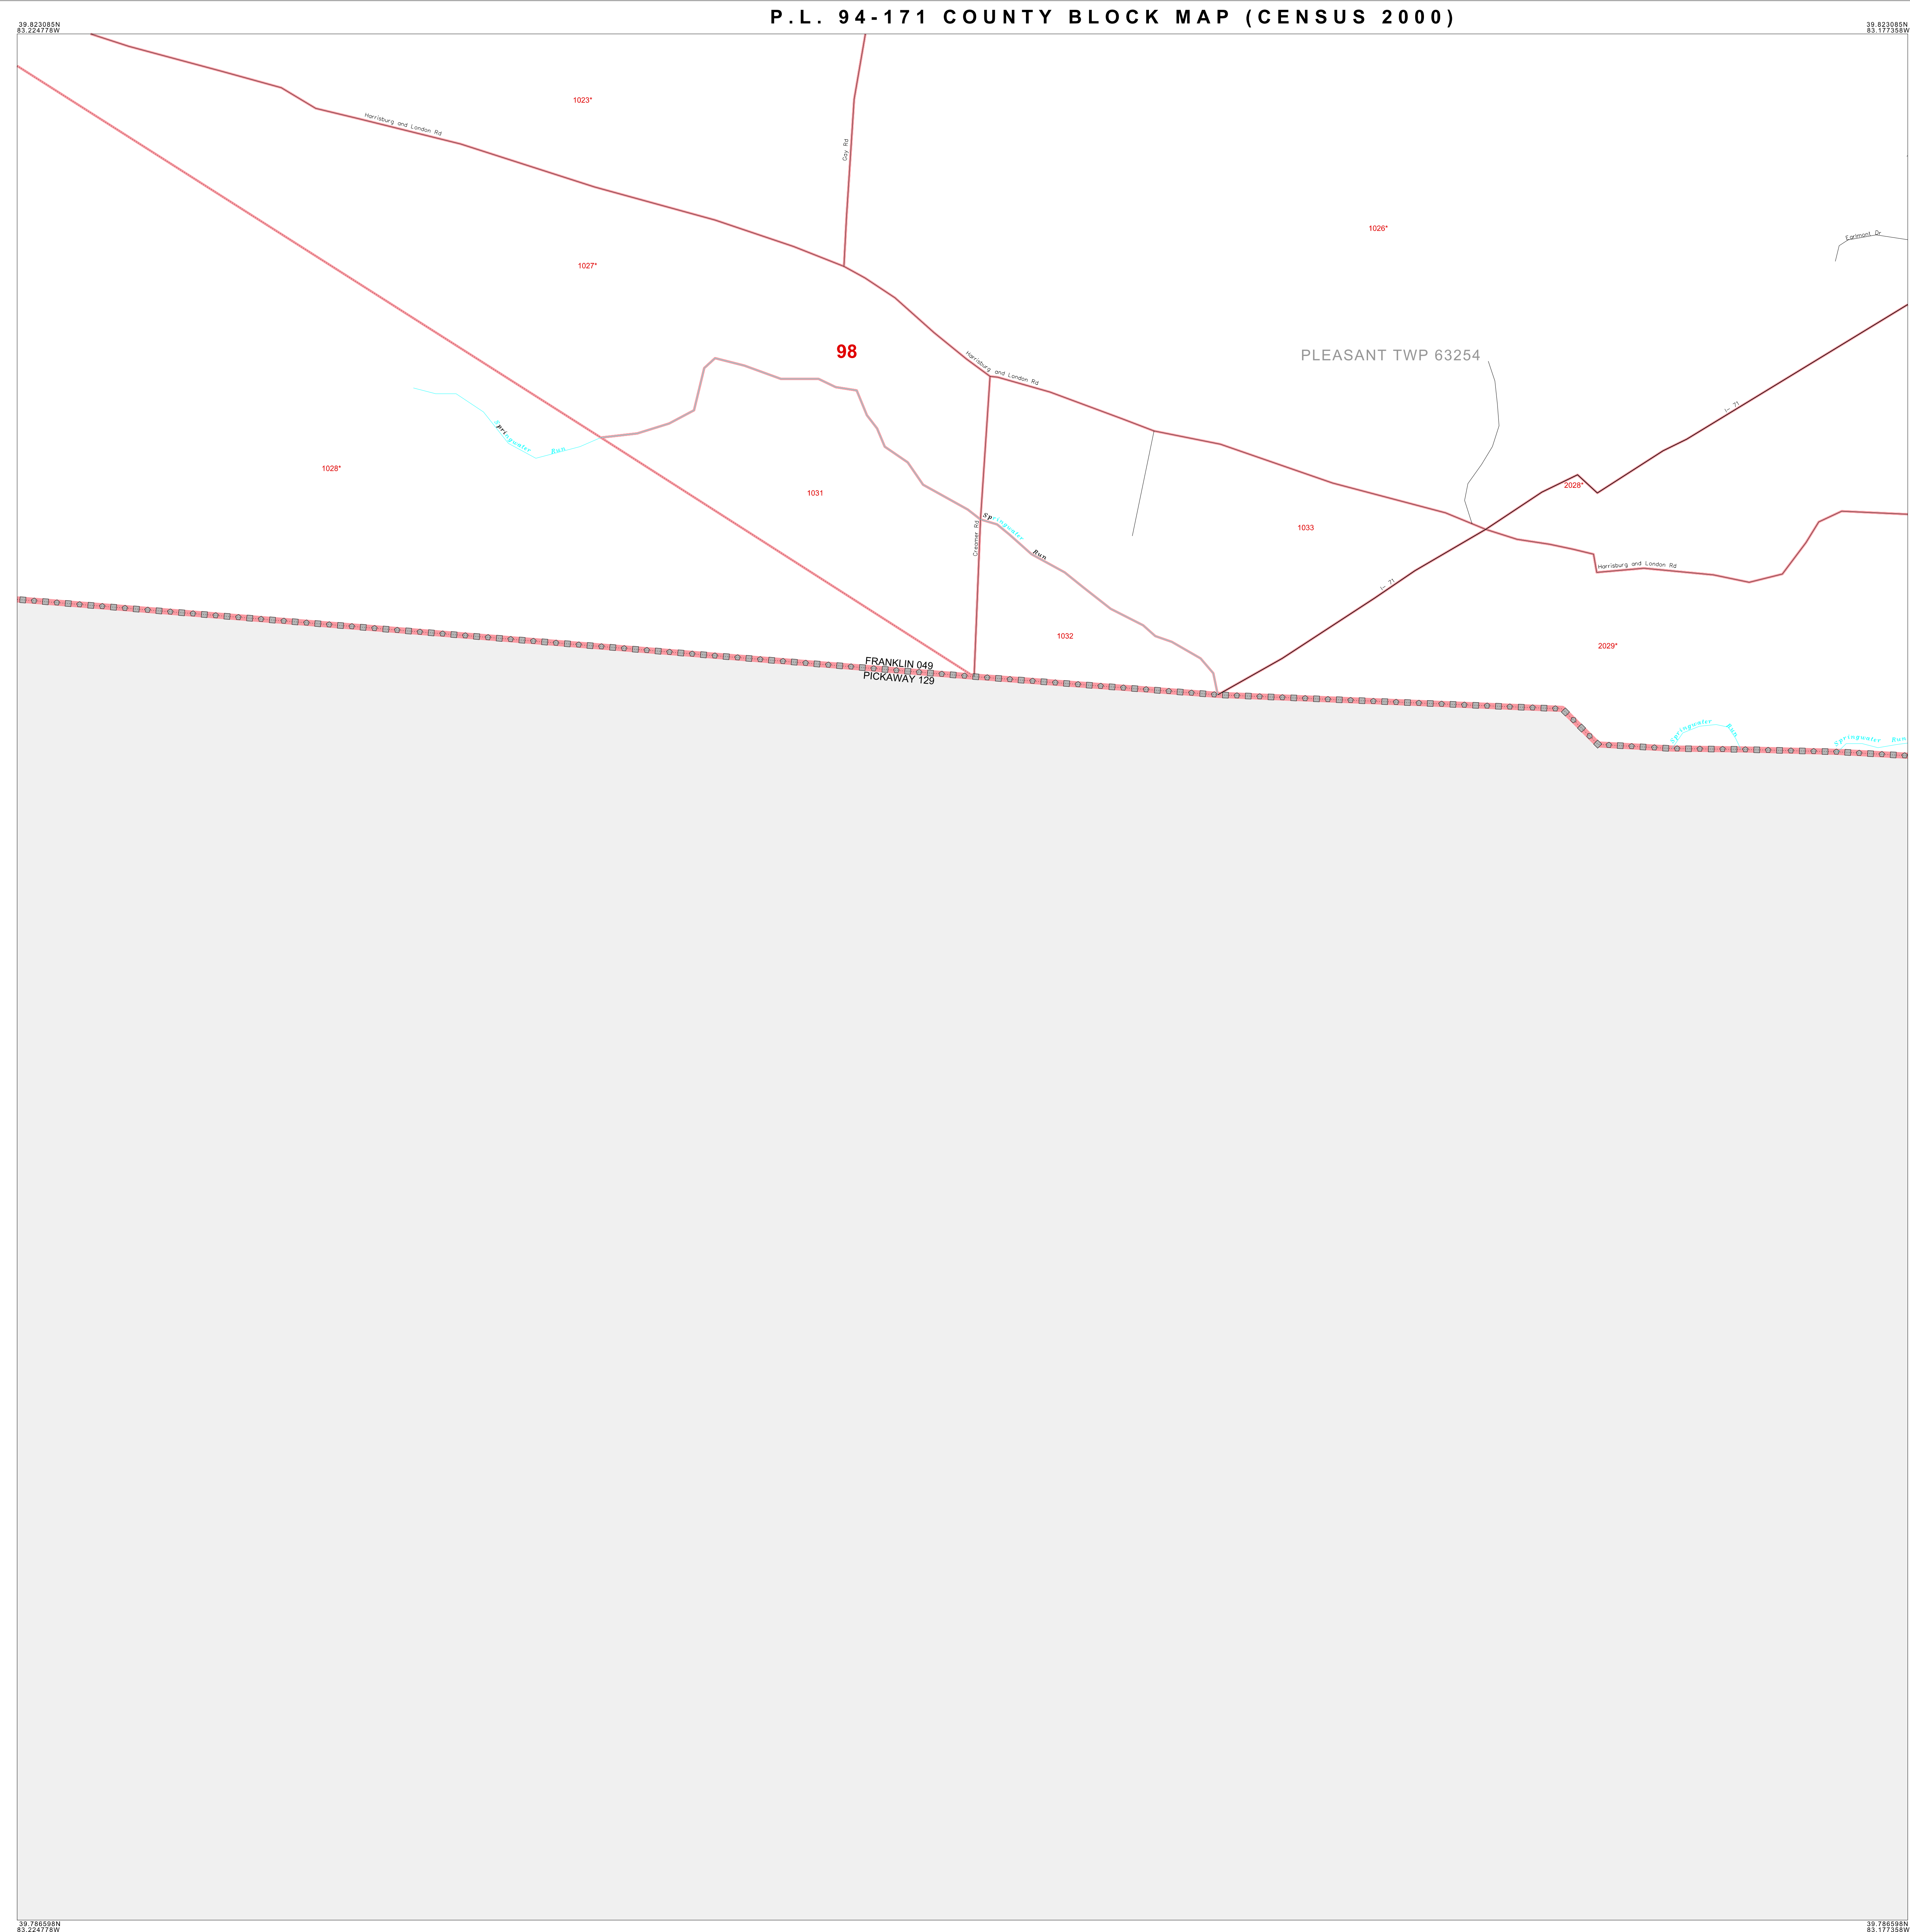 P.L. 94-171 COUNTY BLOCK MAP (CENSUS 2000)
39.823085N
83.224778W
39.823085N
83.177358W
1023*
Harrisburg and London Rd
Gay Rd
1026*
Earlmont Dr
1027*
98
PLEASANT TWP 63254
Harrisburg and London Rd
I- 71
Springwater Run
1028*
1031
2028*
Springwater Run
Creamer Rd
1033
Harrisburg and London Rd
I- 71
1032
2029*
FRANKLIN 049
PICKAWAY 129
Springwater Run
Springwater Run
39.786598N
83.224778W
39.786598N
83.177358W